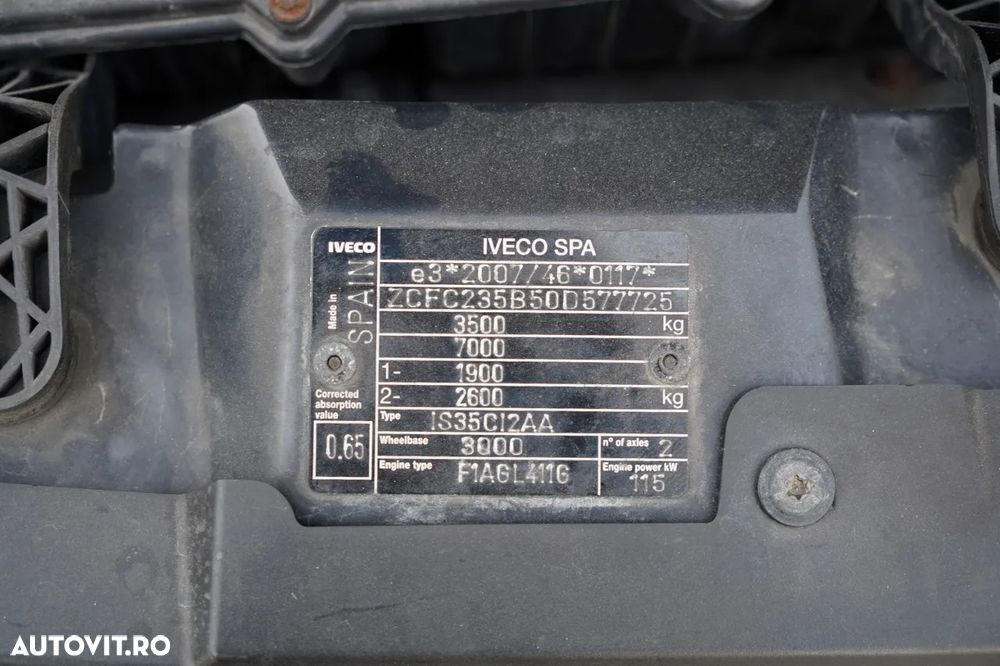 IVECO
IVECO SPA
Made in SPAIN
e3*2007/46*0117*
ZCFC235B50D577725
3500 kg
7000
1- 1900
2- 2600 kg
Corrected
absorption
value
0.65
Type IS35CI2AA
Wheelbase 3000 n° of axles 2
Engine type F1AGL411G Engine power kW 115
AUTOVIT.RO